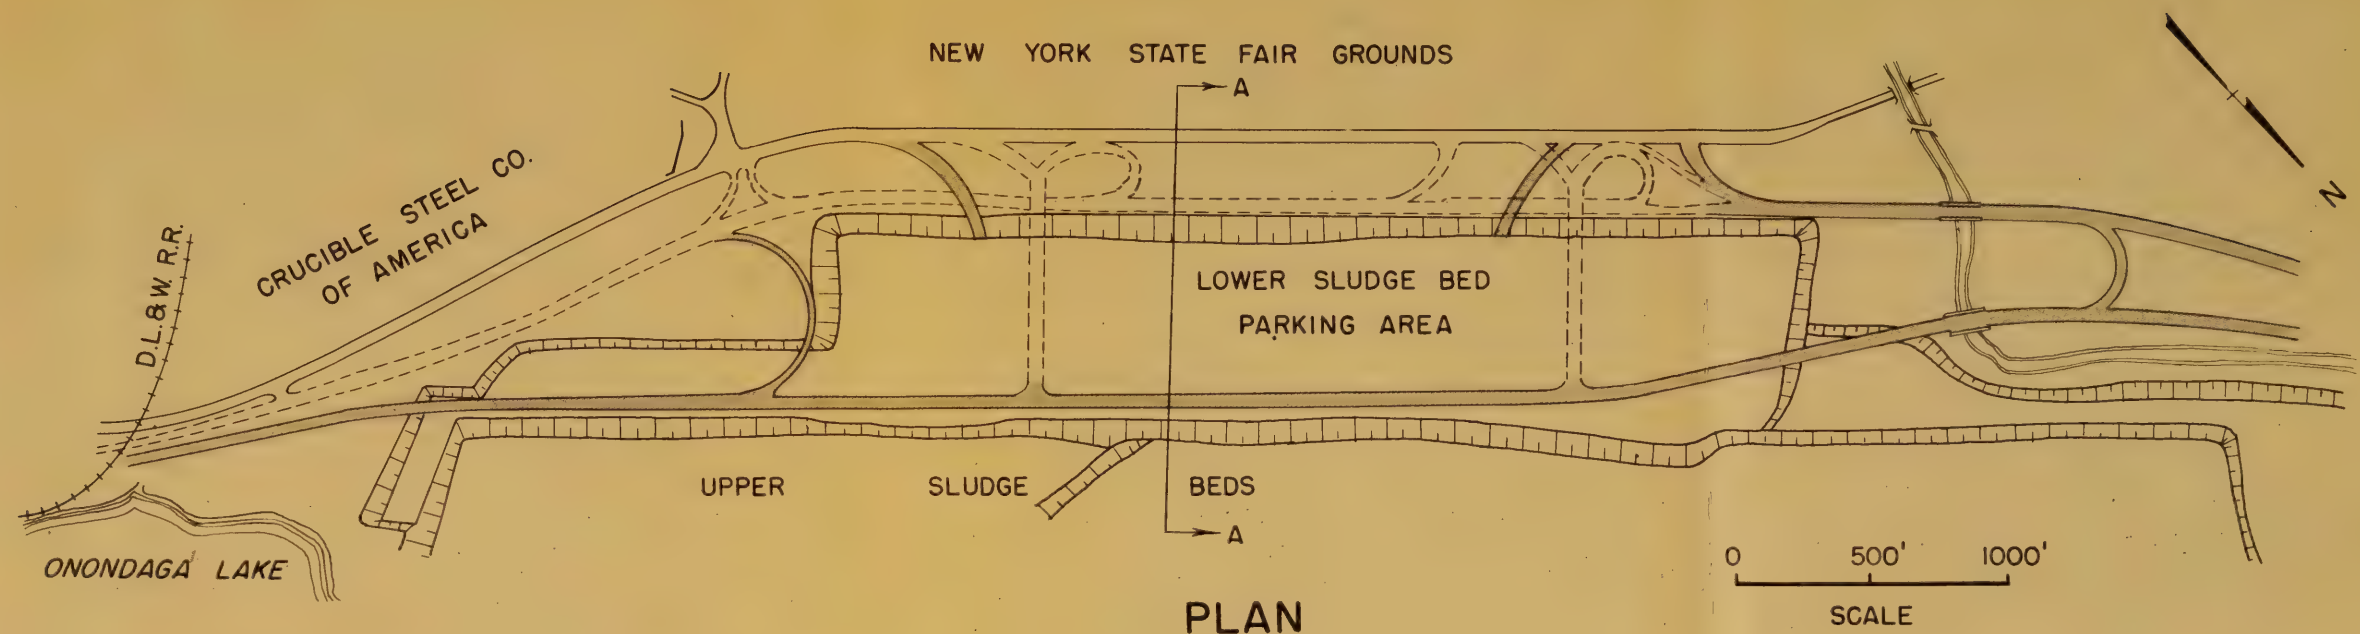 NEW YORK STATE FAIR GROUNDS
A
CRUCIBLE STEEL CO.
OF AMERICA
D.L.&W. R.R.
N
LOWER SLUDGE BED
PARKING AREA
UPPER SLUDGE BEDS
A
ONONDAGA LAKE
0 500' 1000'
SCALE
PLAN